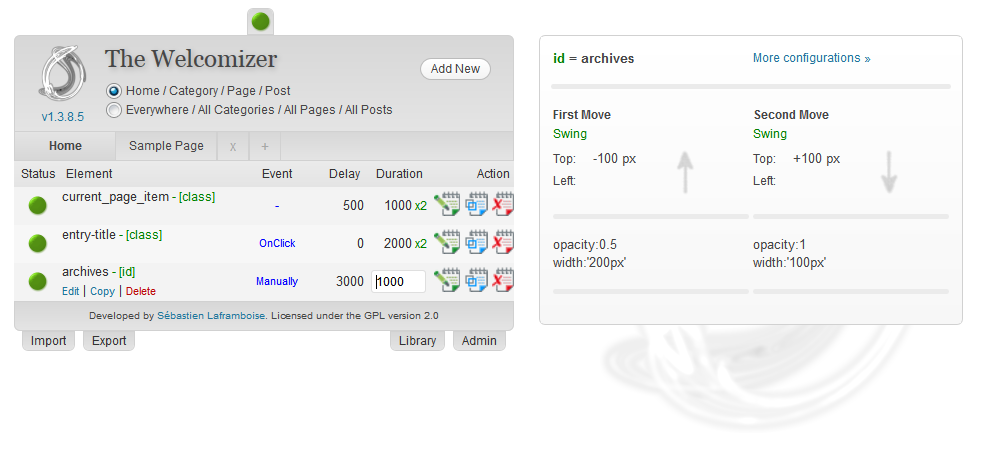 The Welcomizer
Add New
Home / Category / Page / Post
Everywhere / All Categories / All Pages / All Posts
v1.3.8.5
Home Sample Page x +
Status Element Event Delay Duration Action
current_page_item - [class] - 500 1000 x2
entry-title - [class] OnClick 0 2000 x2
archives - [id] Manually 3000 1000
Edit | Copy | Delete
Developed by Sébastien Laframboise. Licensed under the GPL version 2.0
Import Export Library Admin
id = archives More configurations »
First Move Second Move
Swing Swing
Top: -100 px Top: +100 px
Left: Left:
opacity:0.5 opacity:1
width:'200px' width:'100px'